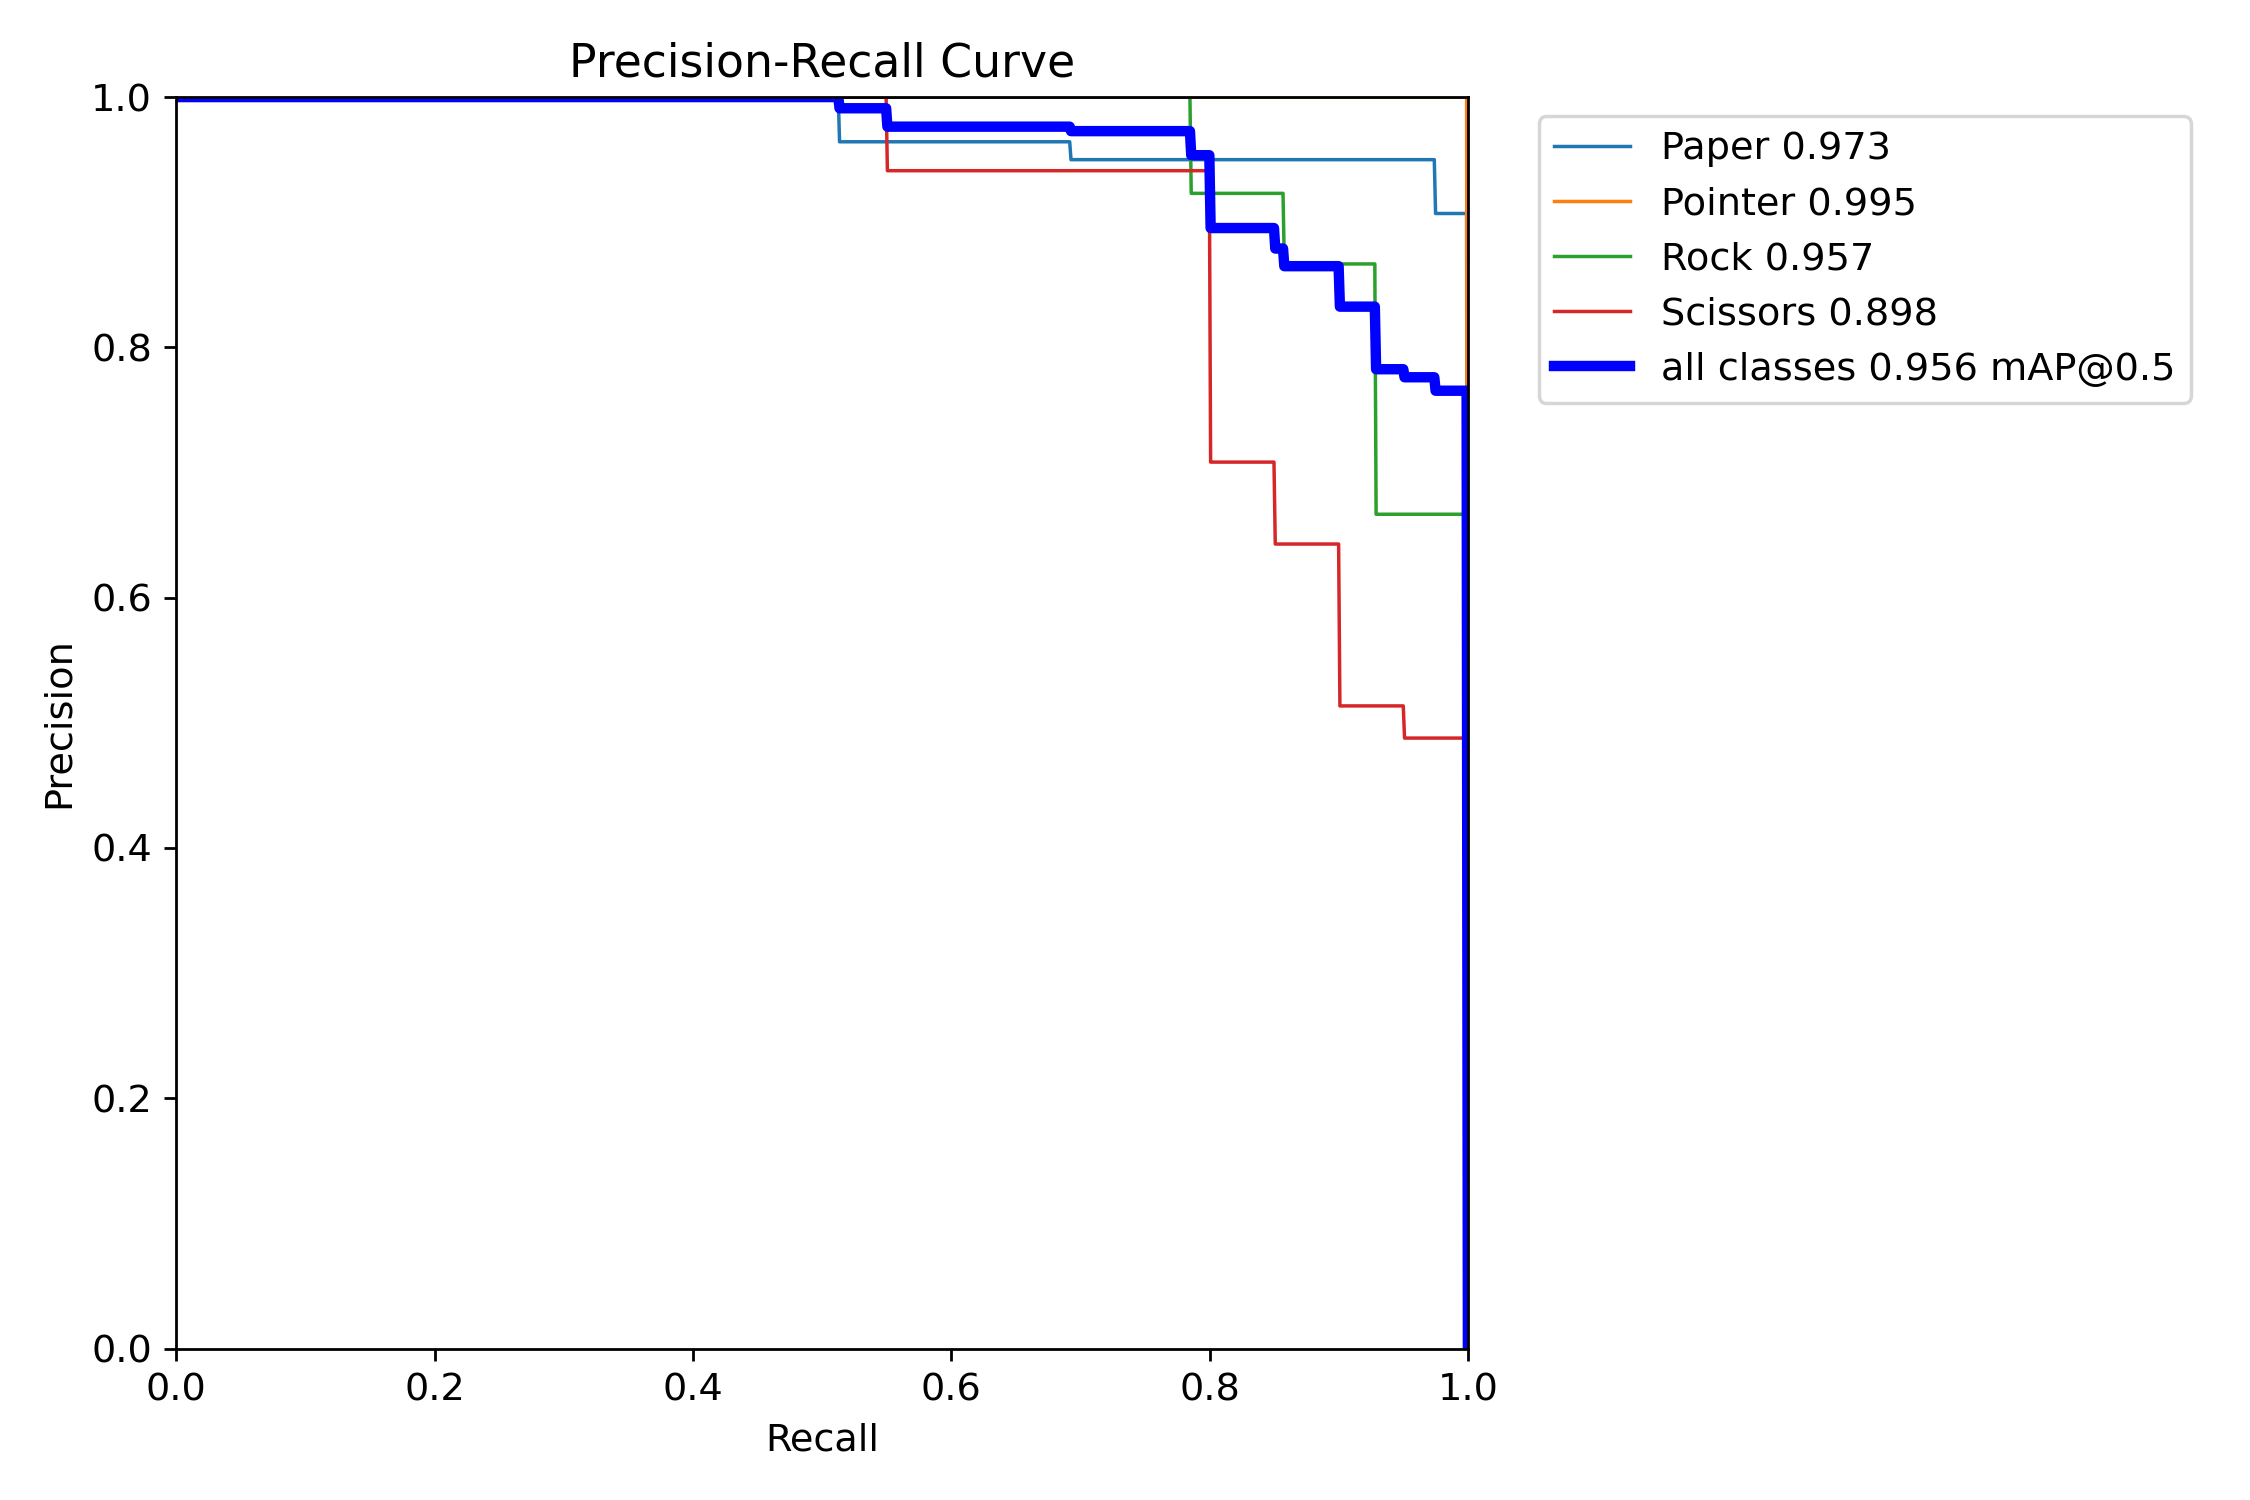 Precision-Recall Curve
1.0
0.8
0.6
0.4
0.2
0.0
Precision
0.0 0.2 0.4 0.6 0.8 1.0
Recall
Paper 0.973
Pointer 0.995
Rock 0.957
Scissors 0.898
all classes 0.956 mAP@0.5